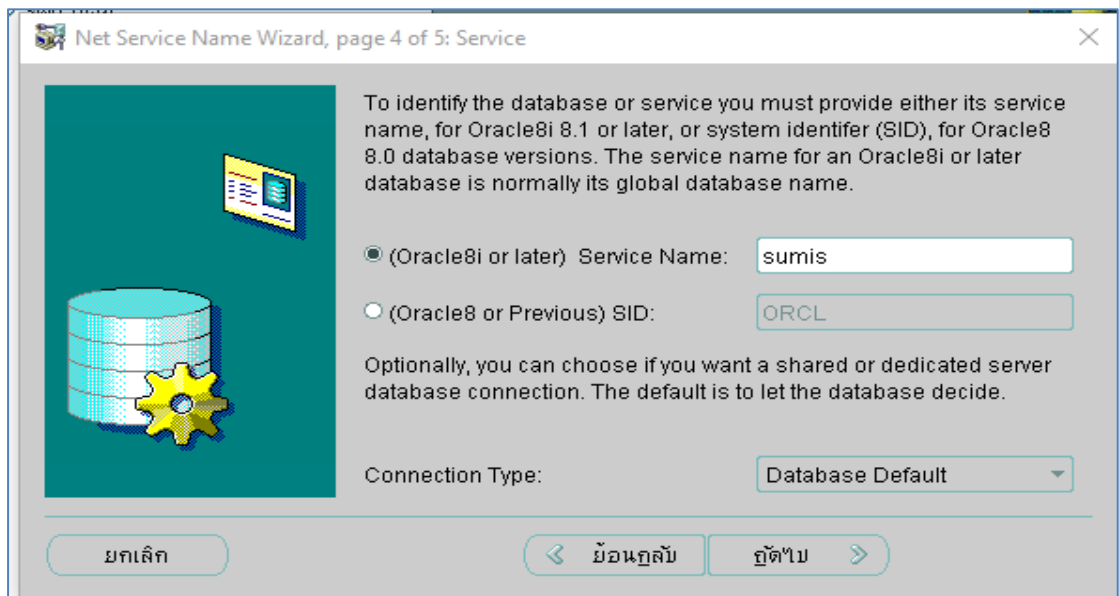 Net Service Name Wizard, page 4 of 5: Service
To identify the database or service you must provide either its service
name, for Oracle8i 8.1 or later, or system identifer (SID), for Oracle8
8.0 database versions. The service name for an Oracle8i or later
database is normally its global database name.
(Oracle8i or later) Service Name: sumis
(Oracle8 or Previous) SID: ORCL
Optionally, you can choose if you want a shared or dedicated server
database connection. The default is to let the database decide.
Connection Type: Database Default
ยกเลิก ย้อนกลับ ถัดไป